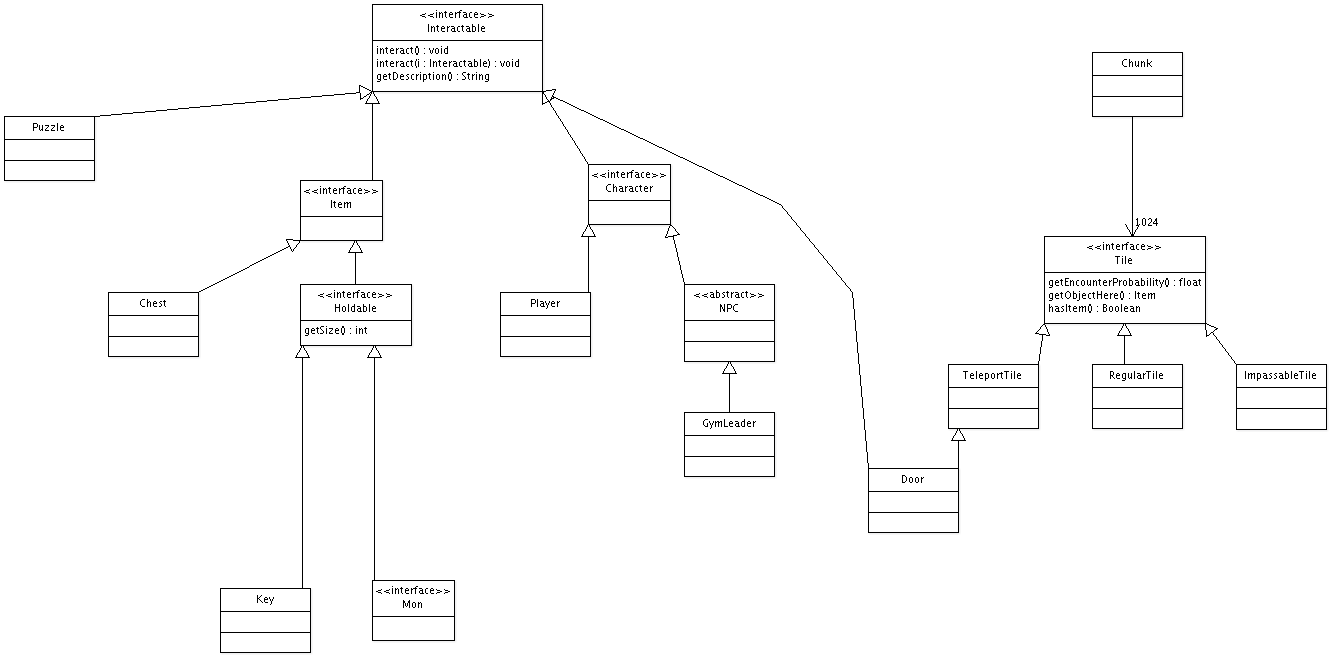 <<interface>>
Interactable
interact() : void
interact(i : Interactable) : void
getDescription() : String
Chunk
Puzzle
<<interface>>
Item
<<interface>>
Character
1024
<<interface>>
Tile
getEncounterProbability() : float
getObjectHere() : Item
hasItem() : Boolean
Chest
<<interface>>
Holdable
getSize() : int
Player
<<abstract>>
NPC
TeleportTile
RegularTile
ImpassableTile
GymLeader
Door
Key
<<interface>>
Mon